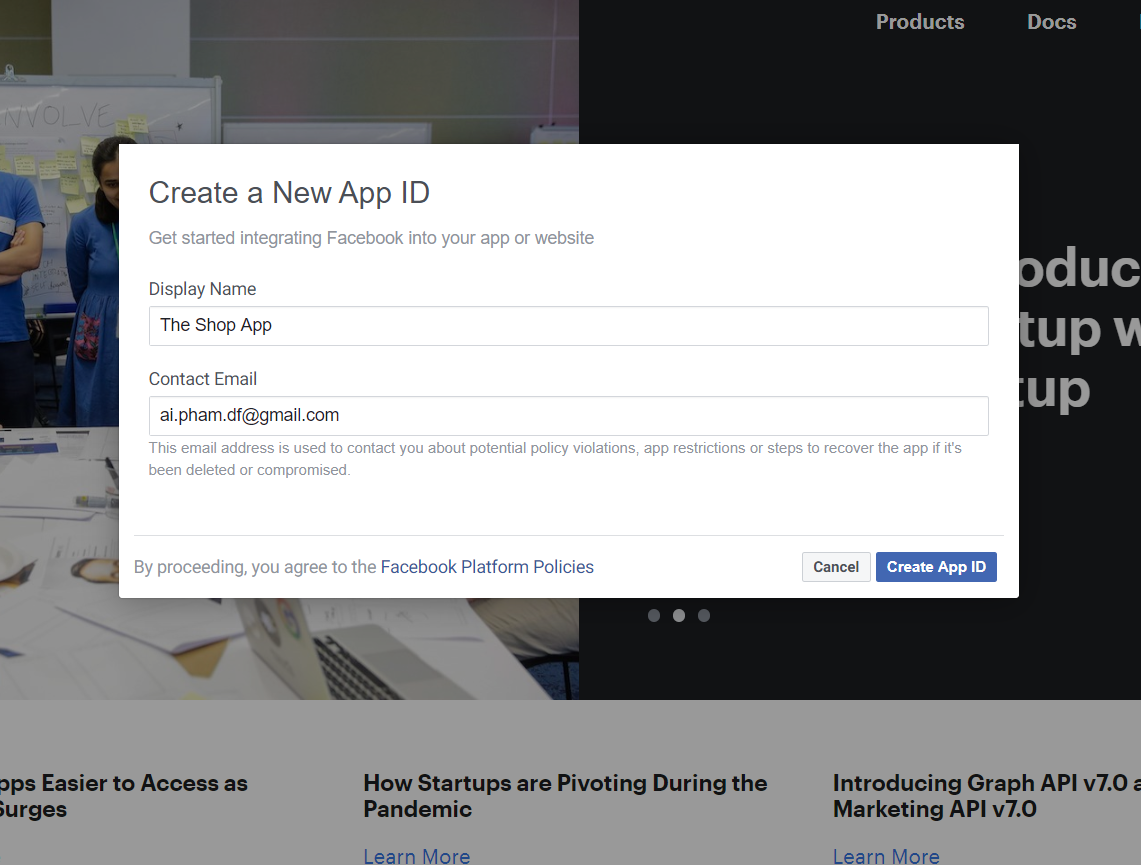 Products Docs
NVOLVE
Create a New App ID
Get started integrating Facebook into your app or website
Display Name
The Shop App
oduc
Contact Email
tup w
ai.pham.df@gmail.com
tup
This email address is used to contact you about potential policy violations, app restrictions or steps to recover the app if it's
been deleted or compromised.
By proceeding, you agree to the Facebook Platform Policies
Cancel Create App ID
pps Easier to Access as
Surges
How Startups are Pivoting During the
Pandemic
Learn More
Introducing Graph API v7.0 a
Marketing API v7.0
Learn More